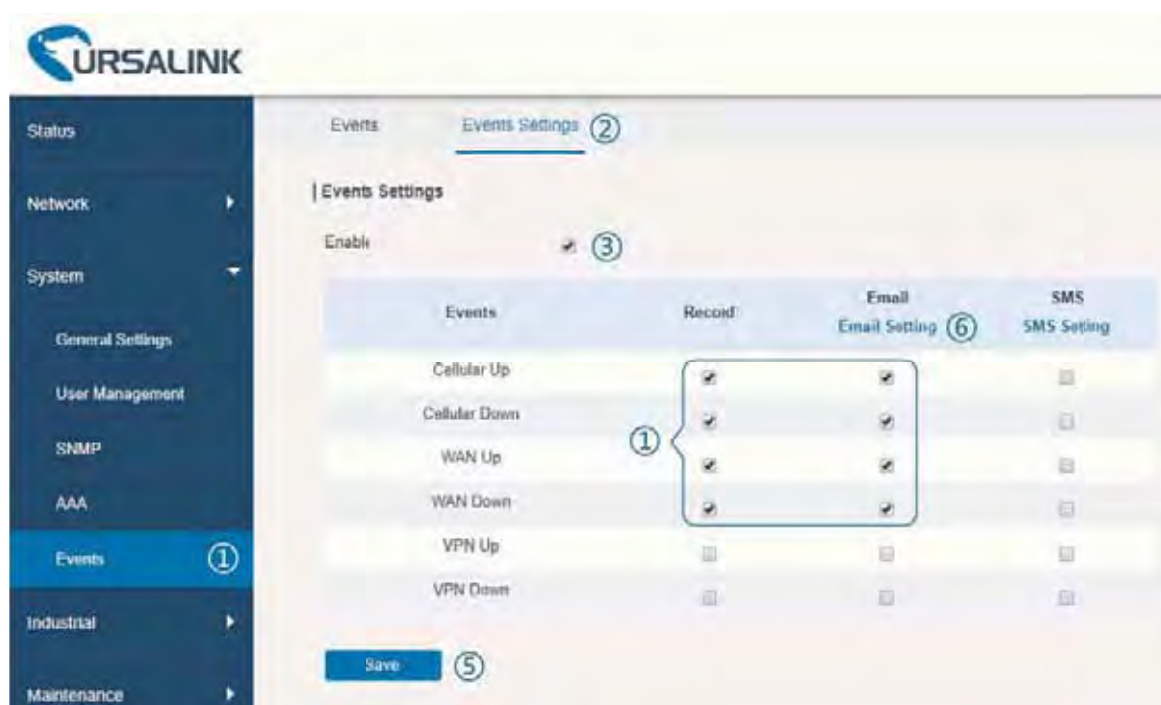 URSALINK
Status
Network
System
General Settings
User Management
SNMP
AAA
Events ①
Industrial
Maintenance
Events Events Settings ②
Events Settings
Enable ③
Events Record Email SMS
Email Setting ⑥ SMS Setting
Cellular Up
Cellular Down
①
WAN Up
WAN Down
VPN Up
VPN Down
Save ⑤